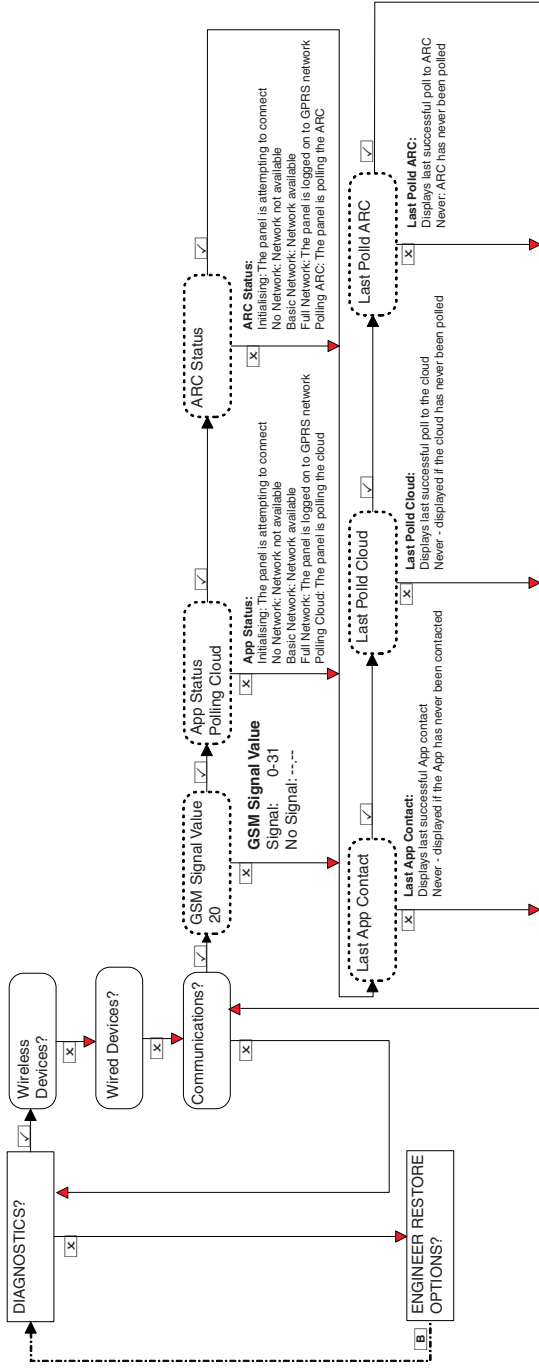 DIAGNOSTICS?
✓
Wireless
Devices?
x
Wired Devices?
x
Communications?
✓
GSM Signal Value
20
✓
App Status
Polling Cloud
✓
ARC Status
✓
x
GSM Signal Value
Signal: 0-31
No Signal: --,--
x
App Status:
Initialising: The panel is attempting to connect
No Network: Network not available
Basic Network: Network available
Full Network: The panel is logged on to GPRS network
Polling Cloud: The panel is polling the cloud
x
ARC Status:
Initialising: The panel is attempting to connect
No Network: Network not available
Basic Network: Network available
Full Network: The panel is logged on to GPRS network
Polling ARC: The panel is polling the ARC
x
x
ENGINEER RESTORE
OPTIONS?
B
Last App Contact
✓
Last Polld Cloud
✓
Last Polld ARC
✓
x
Last App Contact:
Displays last successful App contact
Never - displayed if the App has never been contacted
x
Last Polld Cloud:
Displays last successful poll to the cloud
Never - displayed if the cloud has never been polled
x
Last Polld ARC:
Displays last successful poll to ARC
Never: ARC has never been polled